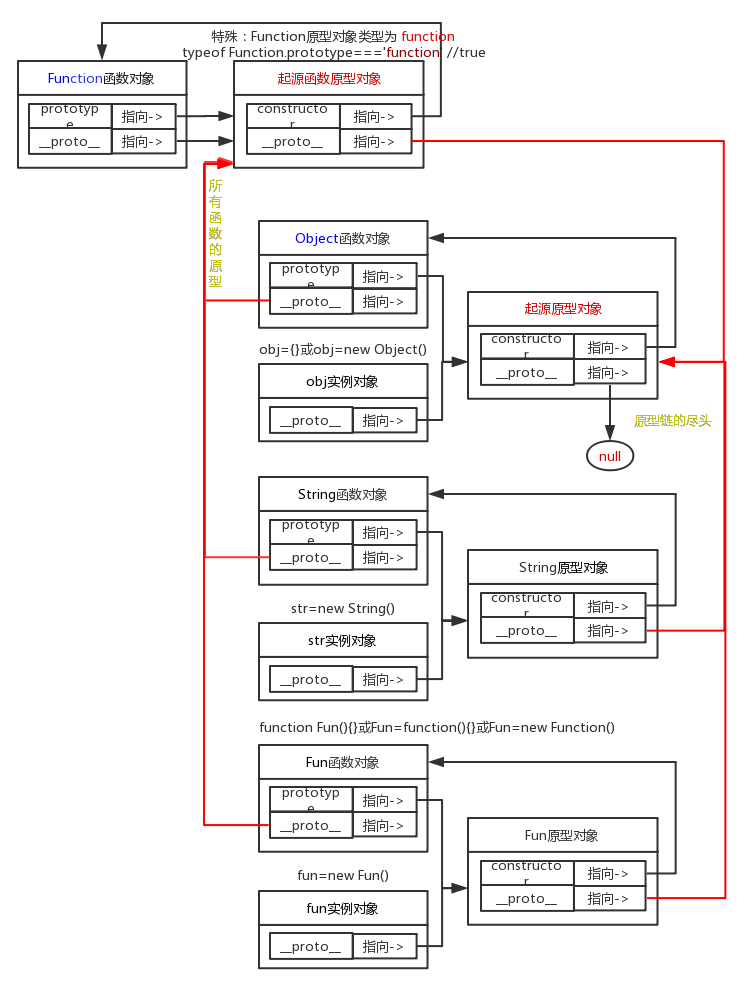 特殊：Function原型对象类型为 function
typeof Function.prototype==='function' //true
Function函数对象
prototyp
e
指向->
__proto__
指向->
起源函数原型对象
constructo
r
指向->
__proto__
指向->
所
有
函
数
的
原
型
Object函数对象
prototyp
e
指向->
__proto__
指向->
起源原型对象
constructo
r
指向->
__proto__
指向->
obj={}或obj=new Object()
obj实例对象
__proto__
指向->
原型链的尽头
null
String函数对象
prototyp
e
指向->
__proto__
指向->
String原型对象
constructo
r
指向->
__proto__
指向->
str=new String()
str实例对象
__proto__
指向->
function Fun(){}或Fun=function(){}或Fun=new Function()
Fun函数对象
prototyp
e
指向->
__proto__
指向->
Fun原型对象
constructo
r
指向->
__proto__
指向->
fun=new Fun()
fun实例对象
__proto__
指向->